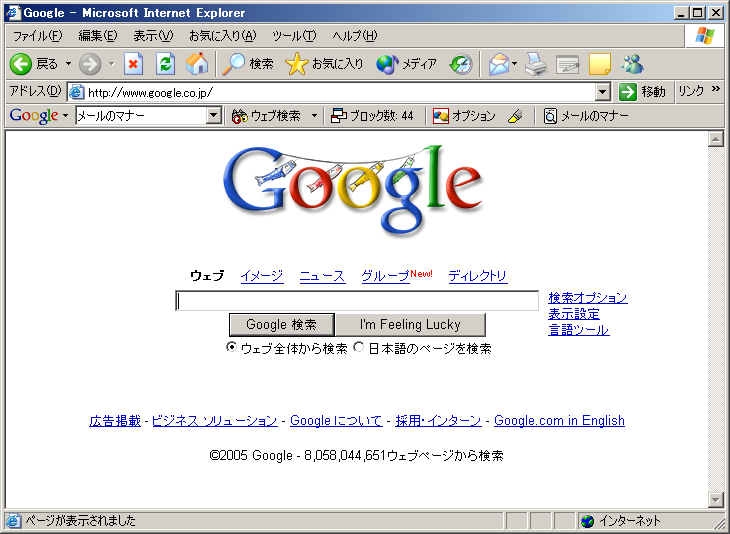 Google - Microsoft Internet Explorer
ファイル(F) 編集(E) 表示(V) お気に入り(A) ツール(T) ヘルプ(H)
戻る 検索 お気に入り メディア
アドレス(D) http://www.google.co.jp/ 移動 リンク »
Google メールのマナー ウェブ検索 ブロック数: 44 オプション メールのマナー
Google
ウェブ イメージ ニュース グループNew! ディレクトリ
検索オプション
表示設定
言語ツール
Google 検索 I'm Feeling Lucky
ウェブ全体から検索 日本語のページを検索
広告掲載 - ビジネス ソリューション - Google について - 採用・インターン - Google.com in English
©2005 Google - 8,058,044,651ウェブページから検索
ページが表示されました インターネット